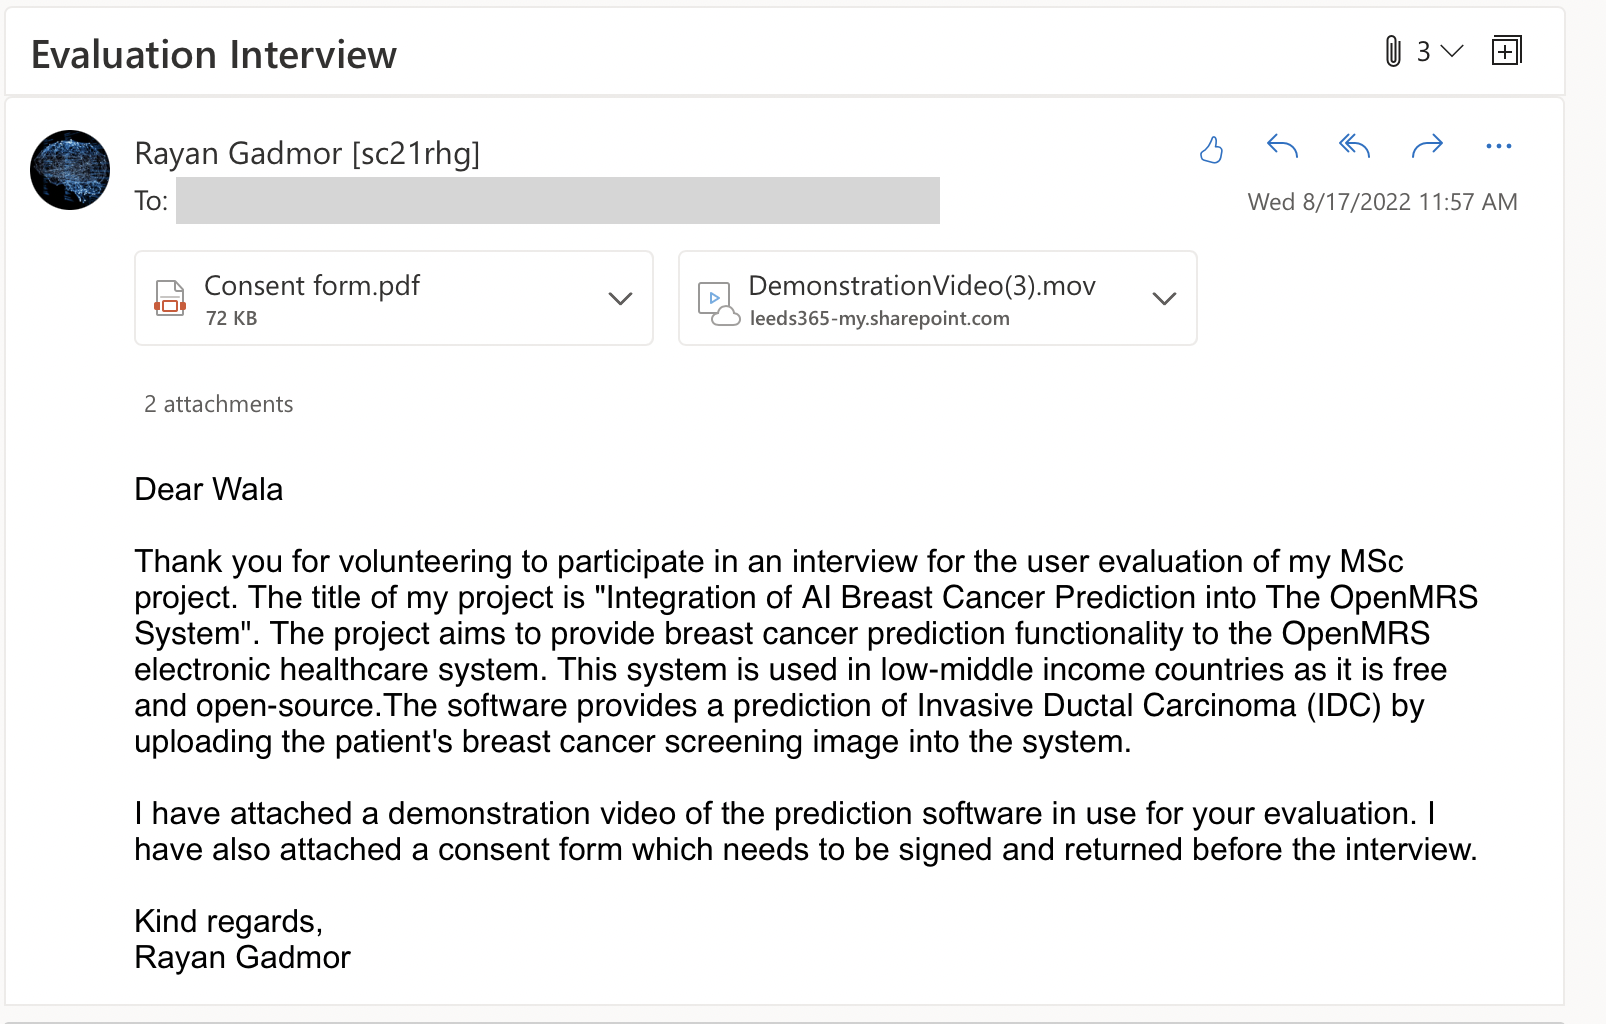 Evaluation Interview
3
Rayan Gadmor [sc21rhg]
To:
Wed 8/17/2022 11:57 AM
Consent form.pdf
72 KB
DemonstrationVideo(3).mov
leeds365-my.sharepoint.com
2 attachments
Dear Wala
Thank you for volunteering to participate in an interview for the user evaluation of my MSc
project. The title of my project is "Integration of AI Breast Cancer Prediction into The OpenMRS
System". The project aims to provide breast cancer prediction functionality to the OpenMRS
electronic healthcare system. This system is used in low-middle income countries as it is free
and open-source.The software provides a prediction of Invasive Ductal Carcinoma (IDC) by
uploading the patient's breast cancer screening image into the system.
I have attached a demonstration video of the prediction software in use for your evaluation. I
have also attached a consent form which needs to be signed and returned before the interview.
Kind regards,
Rayan Gadmor